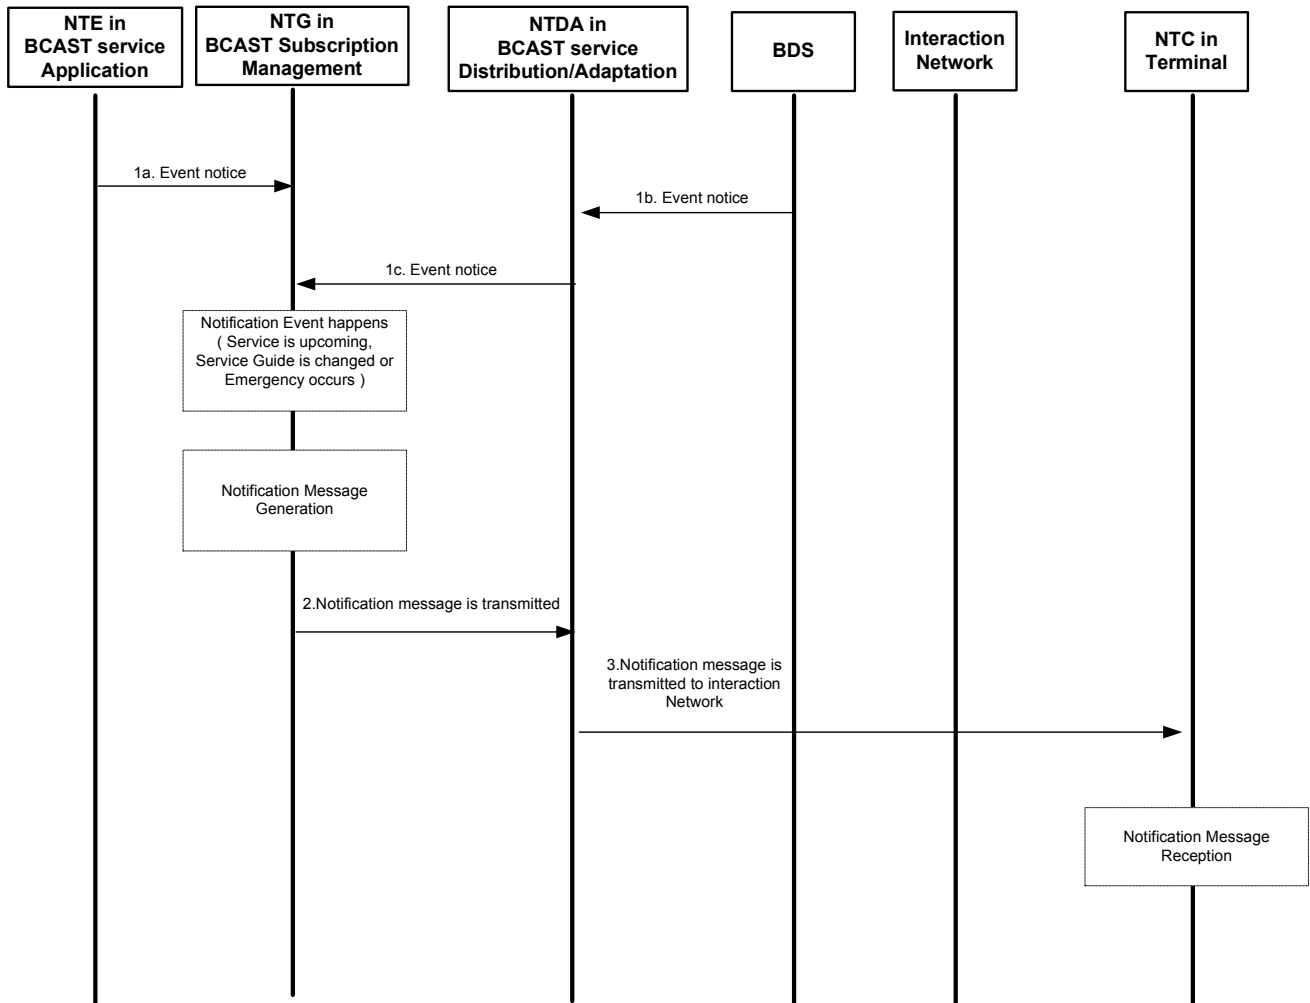 NTE in
BCAST service
Application
NTG in
BCAST Subscription
Management
NTDA in
BCAST service
Distribution/Adaptation
BDS
Interaction
Network
NTC in
Terminal
1a. Event notice
1b. Event notice
1c. Event notice
Notification Event happens
( Service is upcoming,
Service Guide is changed or
Emergency occurs )
Notification Message
Generation
2.Notification message is transmitted
3.Notification message is
transmitted to interaction
Network
Notification Message
Reception